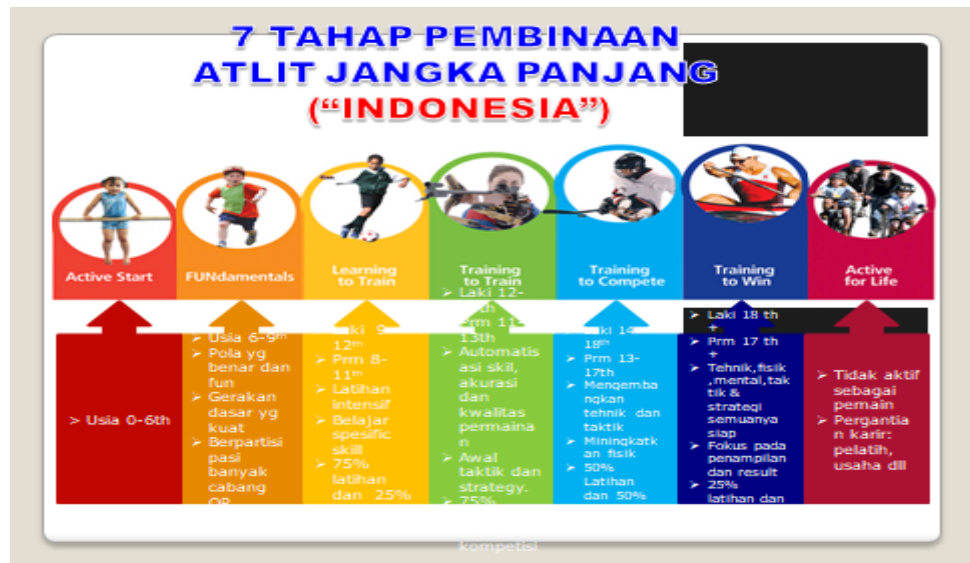 7 TAHAP PEMBINAAN
ATLIT JANGKA PANJANG
(“INDONESIA”)
Active Start
FUNdamentals
Learning
to Train
Training
to Train
Training
to Compete
Training
to Win
Active
for Life
➢ Usia 0-6th
➢ Usia 6-9th
➢ Pola yg
benar dan
fun
➢ Gerakan
dasar yg
kuat
➢ Berpartisi
pasi
banyak
cabang
OR
9-
12th
➢ Prm 8-
11th
➢ Latihan
intensif
➢ Belajar
spesific
skill
➢ 75%
latihan
dan 25%
➢ Laki 12-
Prm 11-
13th
➢ Automatis
asi skil,
akurasi
dan
kwalitas
permaina
n
➢ Awal
taktik dan
strategy.
➢ 75%
kompetisi
14-
18th
➢ Prm 13-
17th
➢ Mengemba
ngkan
tehnik dan
taktik
➢ Miningkatk
an fisik
➢ 50%
Latihan
dan 50%
➢ Laki 18 th
+
➢ Prm 17 th
+
➢ Tehnik,fisik
,mental,tak
tik &
strategi
semuanya
siap
➢ Fokus pada
penampilan
dan result
➢ 25%
latihan dan
➢ Tidak aktif
sebagai
pemain
➢ Pergantia
n karir:
pelatih,
usaha dll